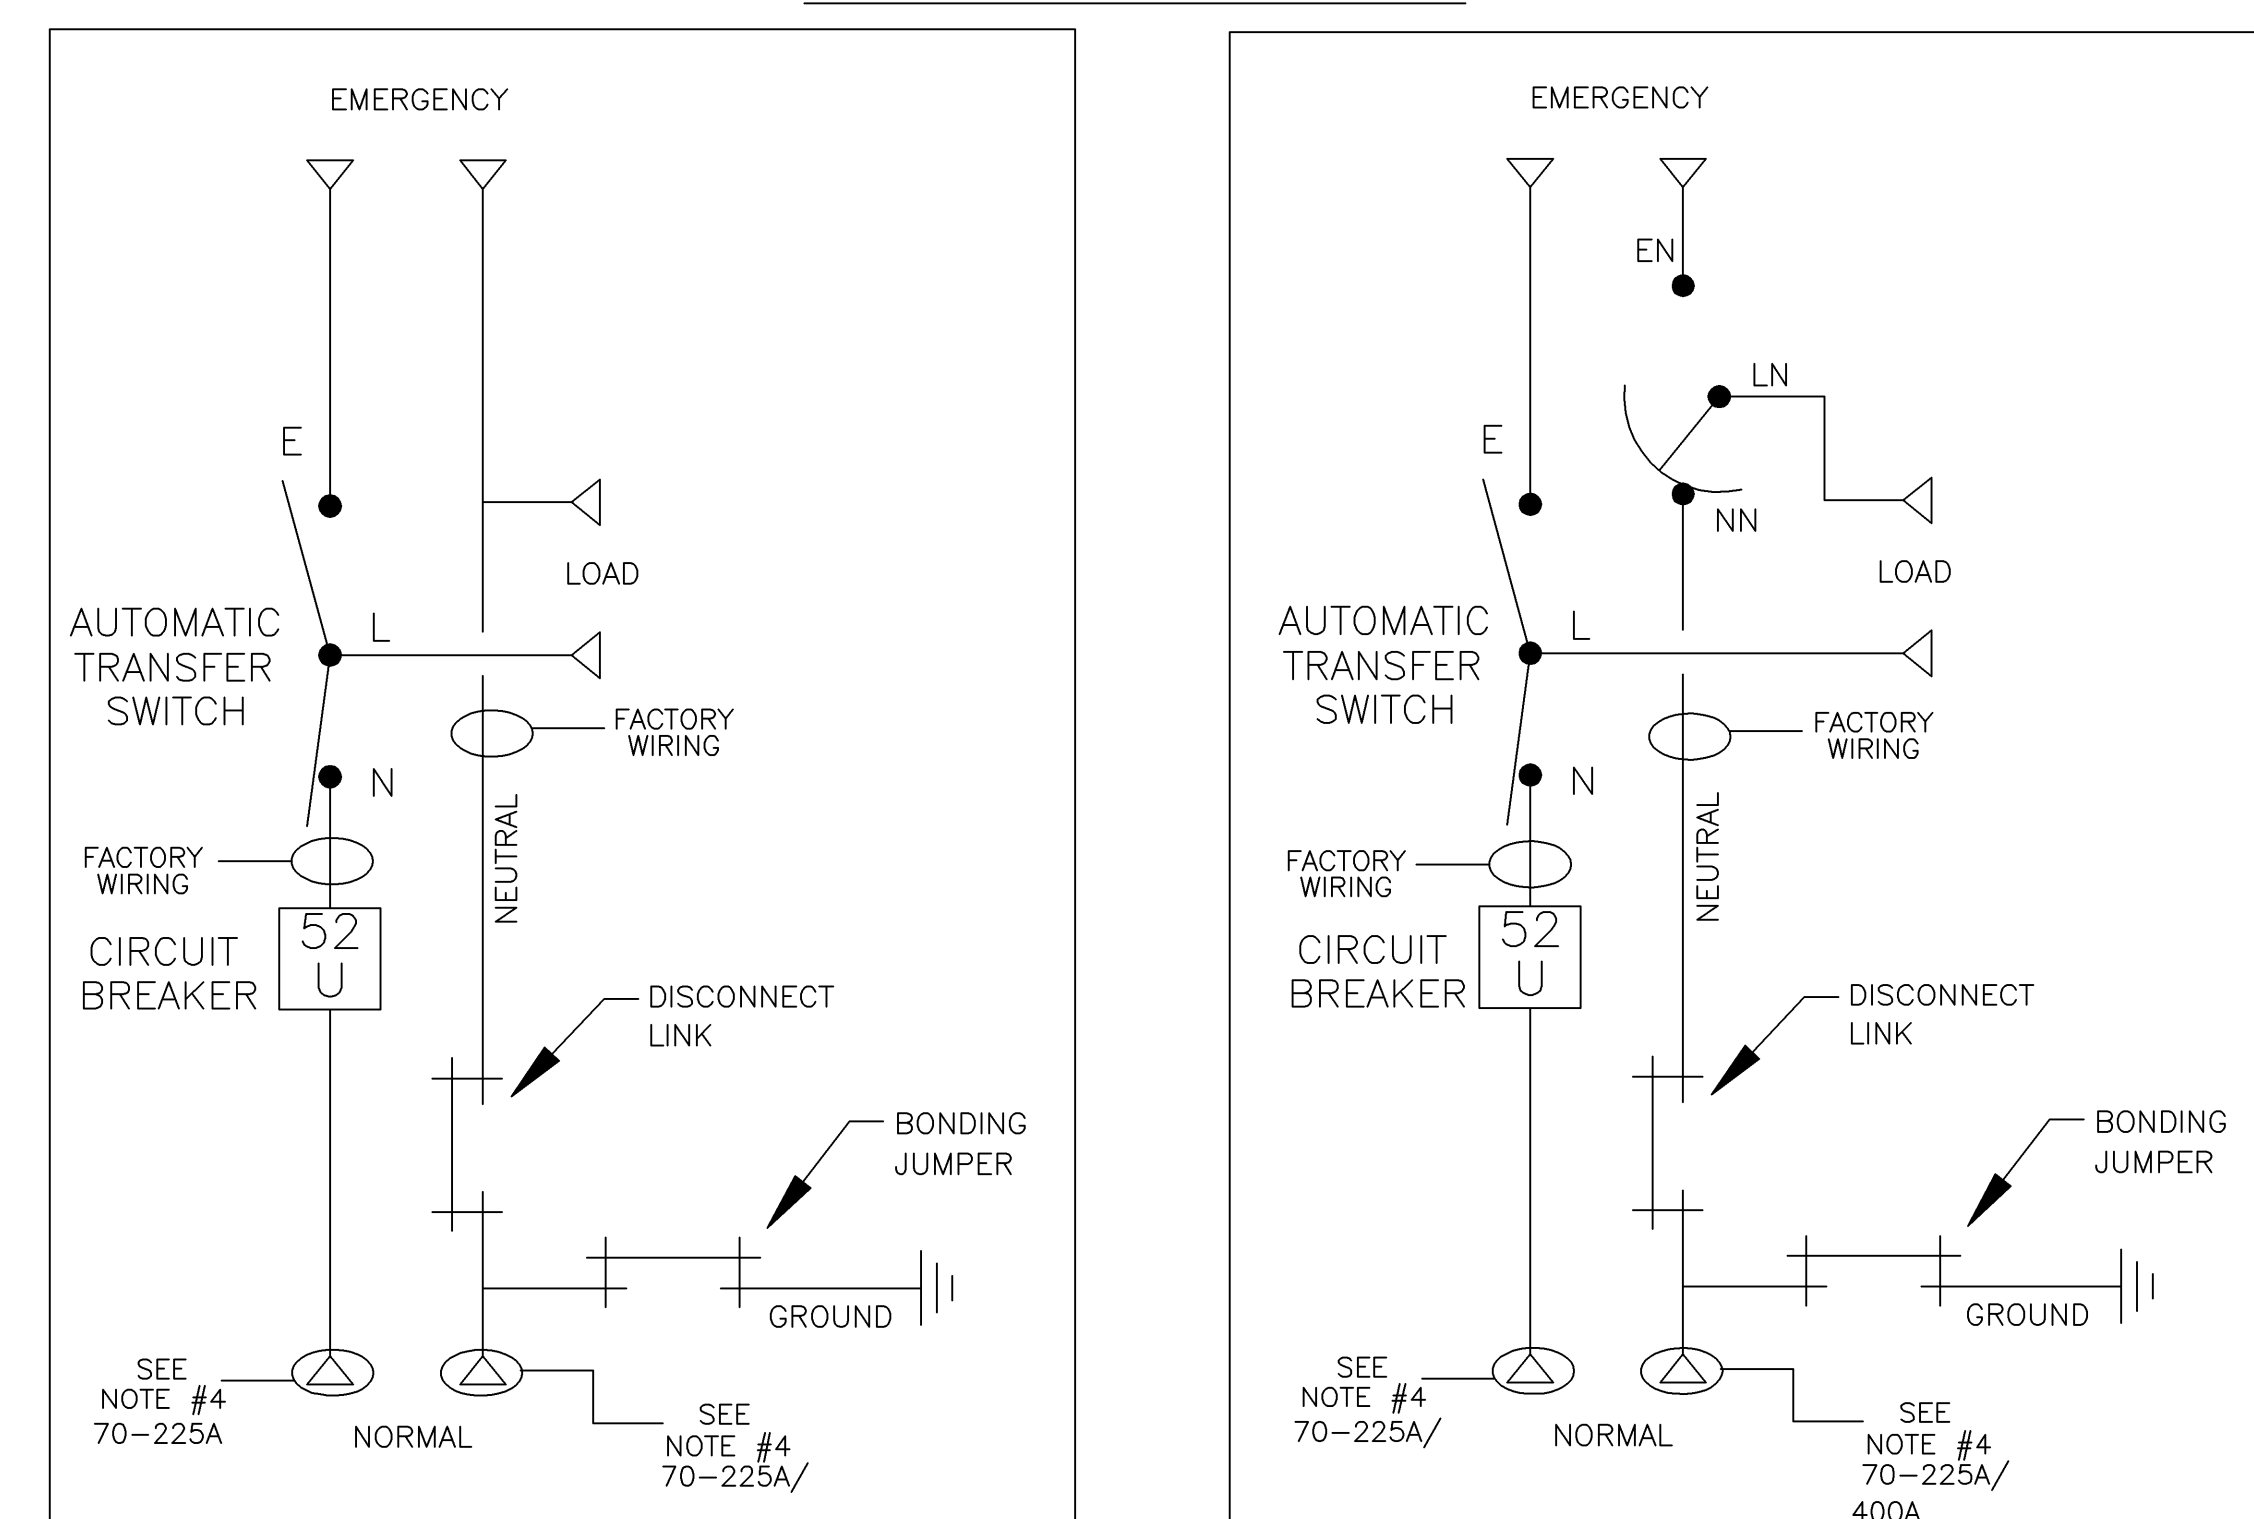 EMERGENCY
E
LOAD
AUTOMATIC
TRANSFER
SWITCH
L
FACTORY
WIRING
N
NEUTRAL
FACTORY
WIRING
52
U
CIRCUIT
BREAKER
DISCONNECT
LINK
BONDING
JUMPER
GROUND
SEE
NOTE #4
70-225A
NORMAL
SEE
NOTE #4
70-225A/
EMERGENCY
EN
LN
E
NN
LOAD
AUTOMATIC
TRANSFER
SWITCH
L
FACTORY
WIRING
N
NEUTRAL
FACTORY
WIRING
52
U
CIRCUIT
BREAKER
DISCONNECT
LINK
BONDING
JUMPER
GROUND
SEE
NOTE #4
70-225A/
NORMAL
SEE
NOTE #4
70-225A/
400A